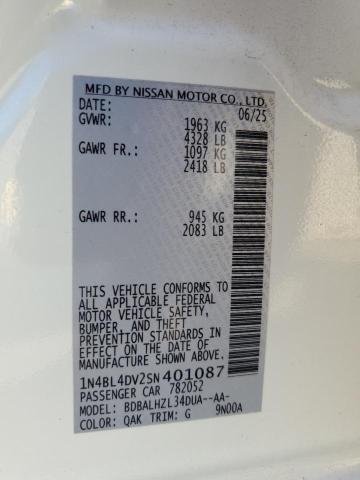 MFD BY NISSAN MOTOR CO., LTD.
DATE: 06/25
GVWR: 1963 KG
4328 LB
GAWR FR: 1097 KG
2418 LB
GAWR RR: 945 KG
2083 LB
THIS VEHICLE CONFORMS TO
ALL APPLICABLE FEDERAL
MOTOR VEHICLE SAFETY,
BUMPER, AND THEFT
PREVENTION STANDARDS
IN EFFECT ON THE DATE OF
MANUFACTURE SHOWN ABOVE.
1N4BL4DV2SN401087
PASSENGER CAR 782052
MODEL: BDBALHZL34DUA--AA-
COLOR: QAK TRIM: G 9N00A